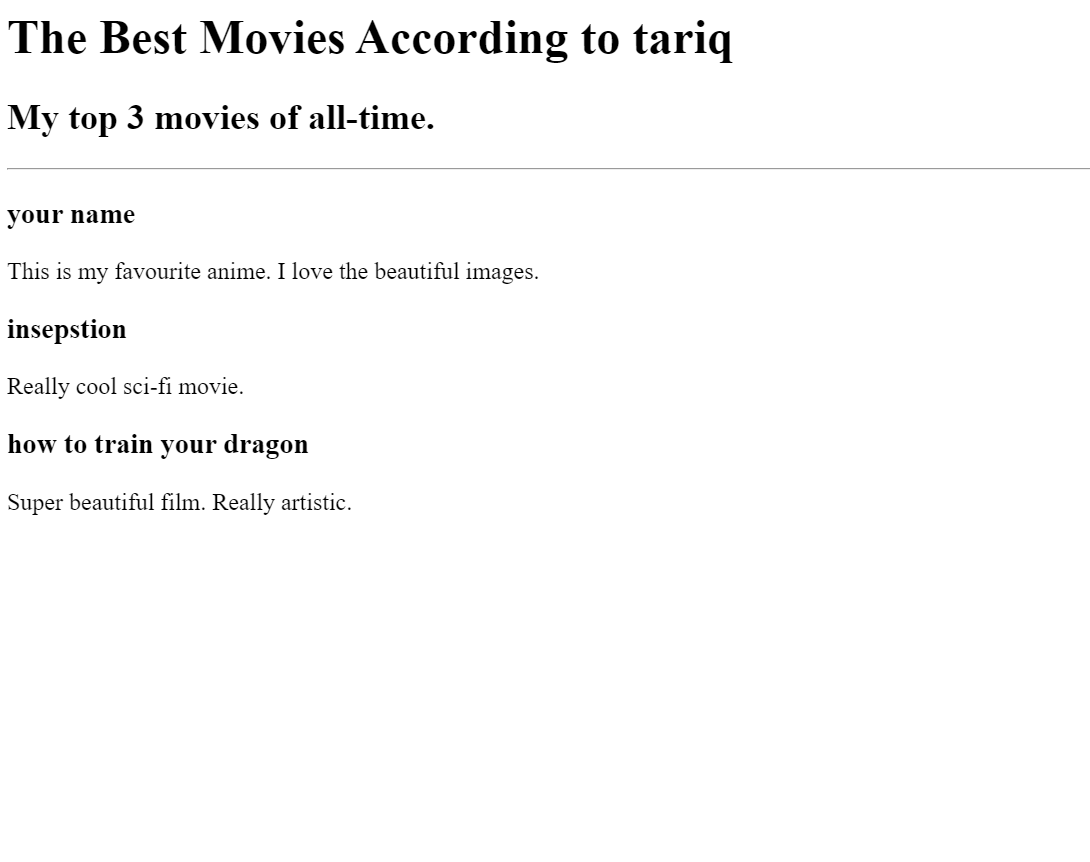 The Best Movies According to tariq
My top 3 movies of all-time.
your name
This is my favourite anime. I love the beautiful images.
insepstion
Really cool sci-fi movie.
how to train your dragon
Super beautiful film. Really artistic.